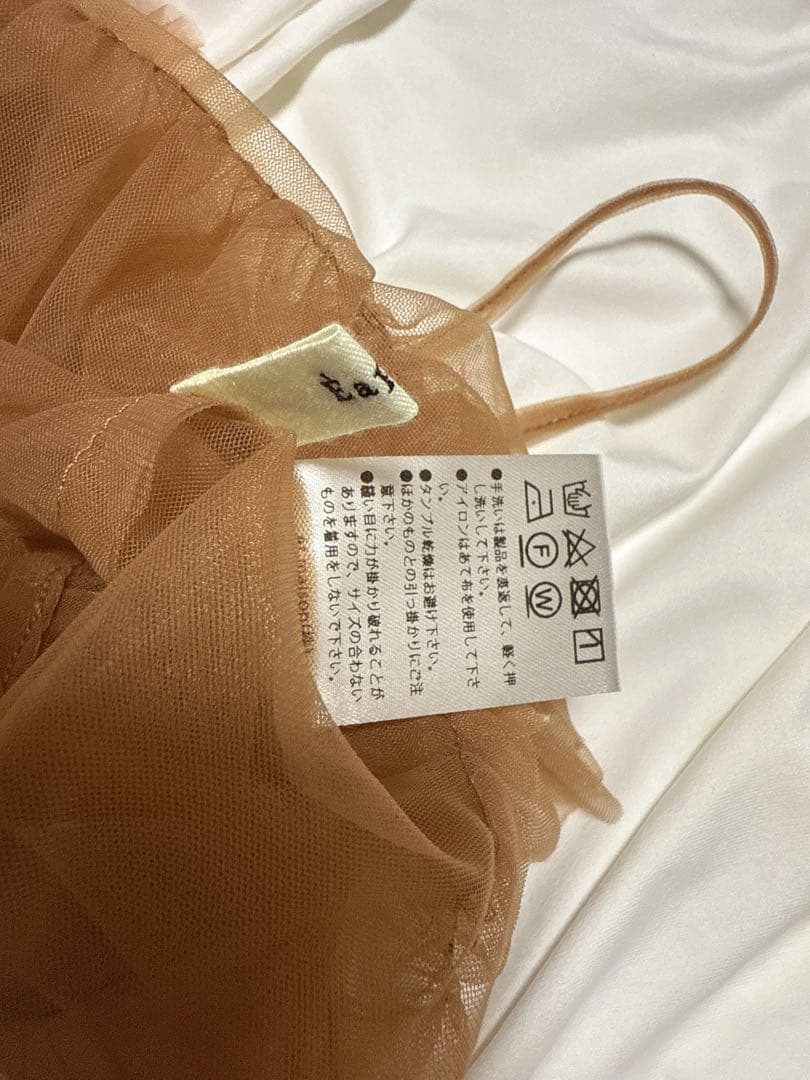 tap
F
W
●手洗いは製品を裏返して、軽く押
し洗いして下さい。
●アイロンはあて布を使用して下さ
い。
●タンブル乾燥はお避け下さい。
●ほかのものとの引っ掛かりにご注
意下さい。
●縫い目に力が掛かり破れることが
ありますので、サイズの合わない
ものを着用をしないで下さい。